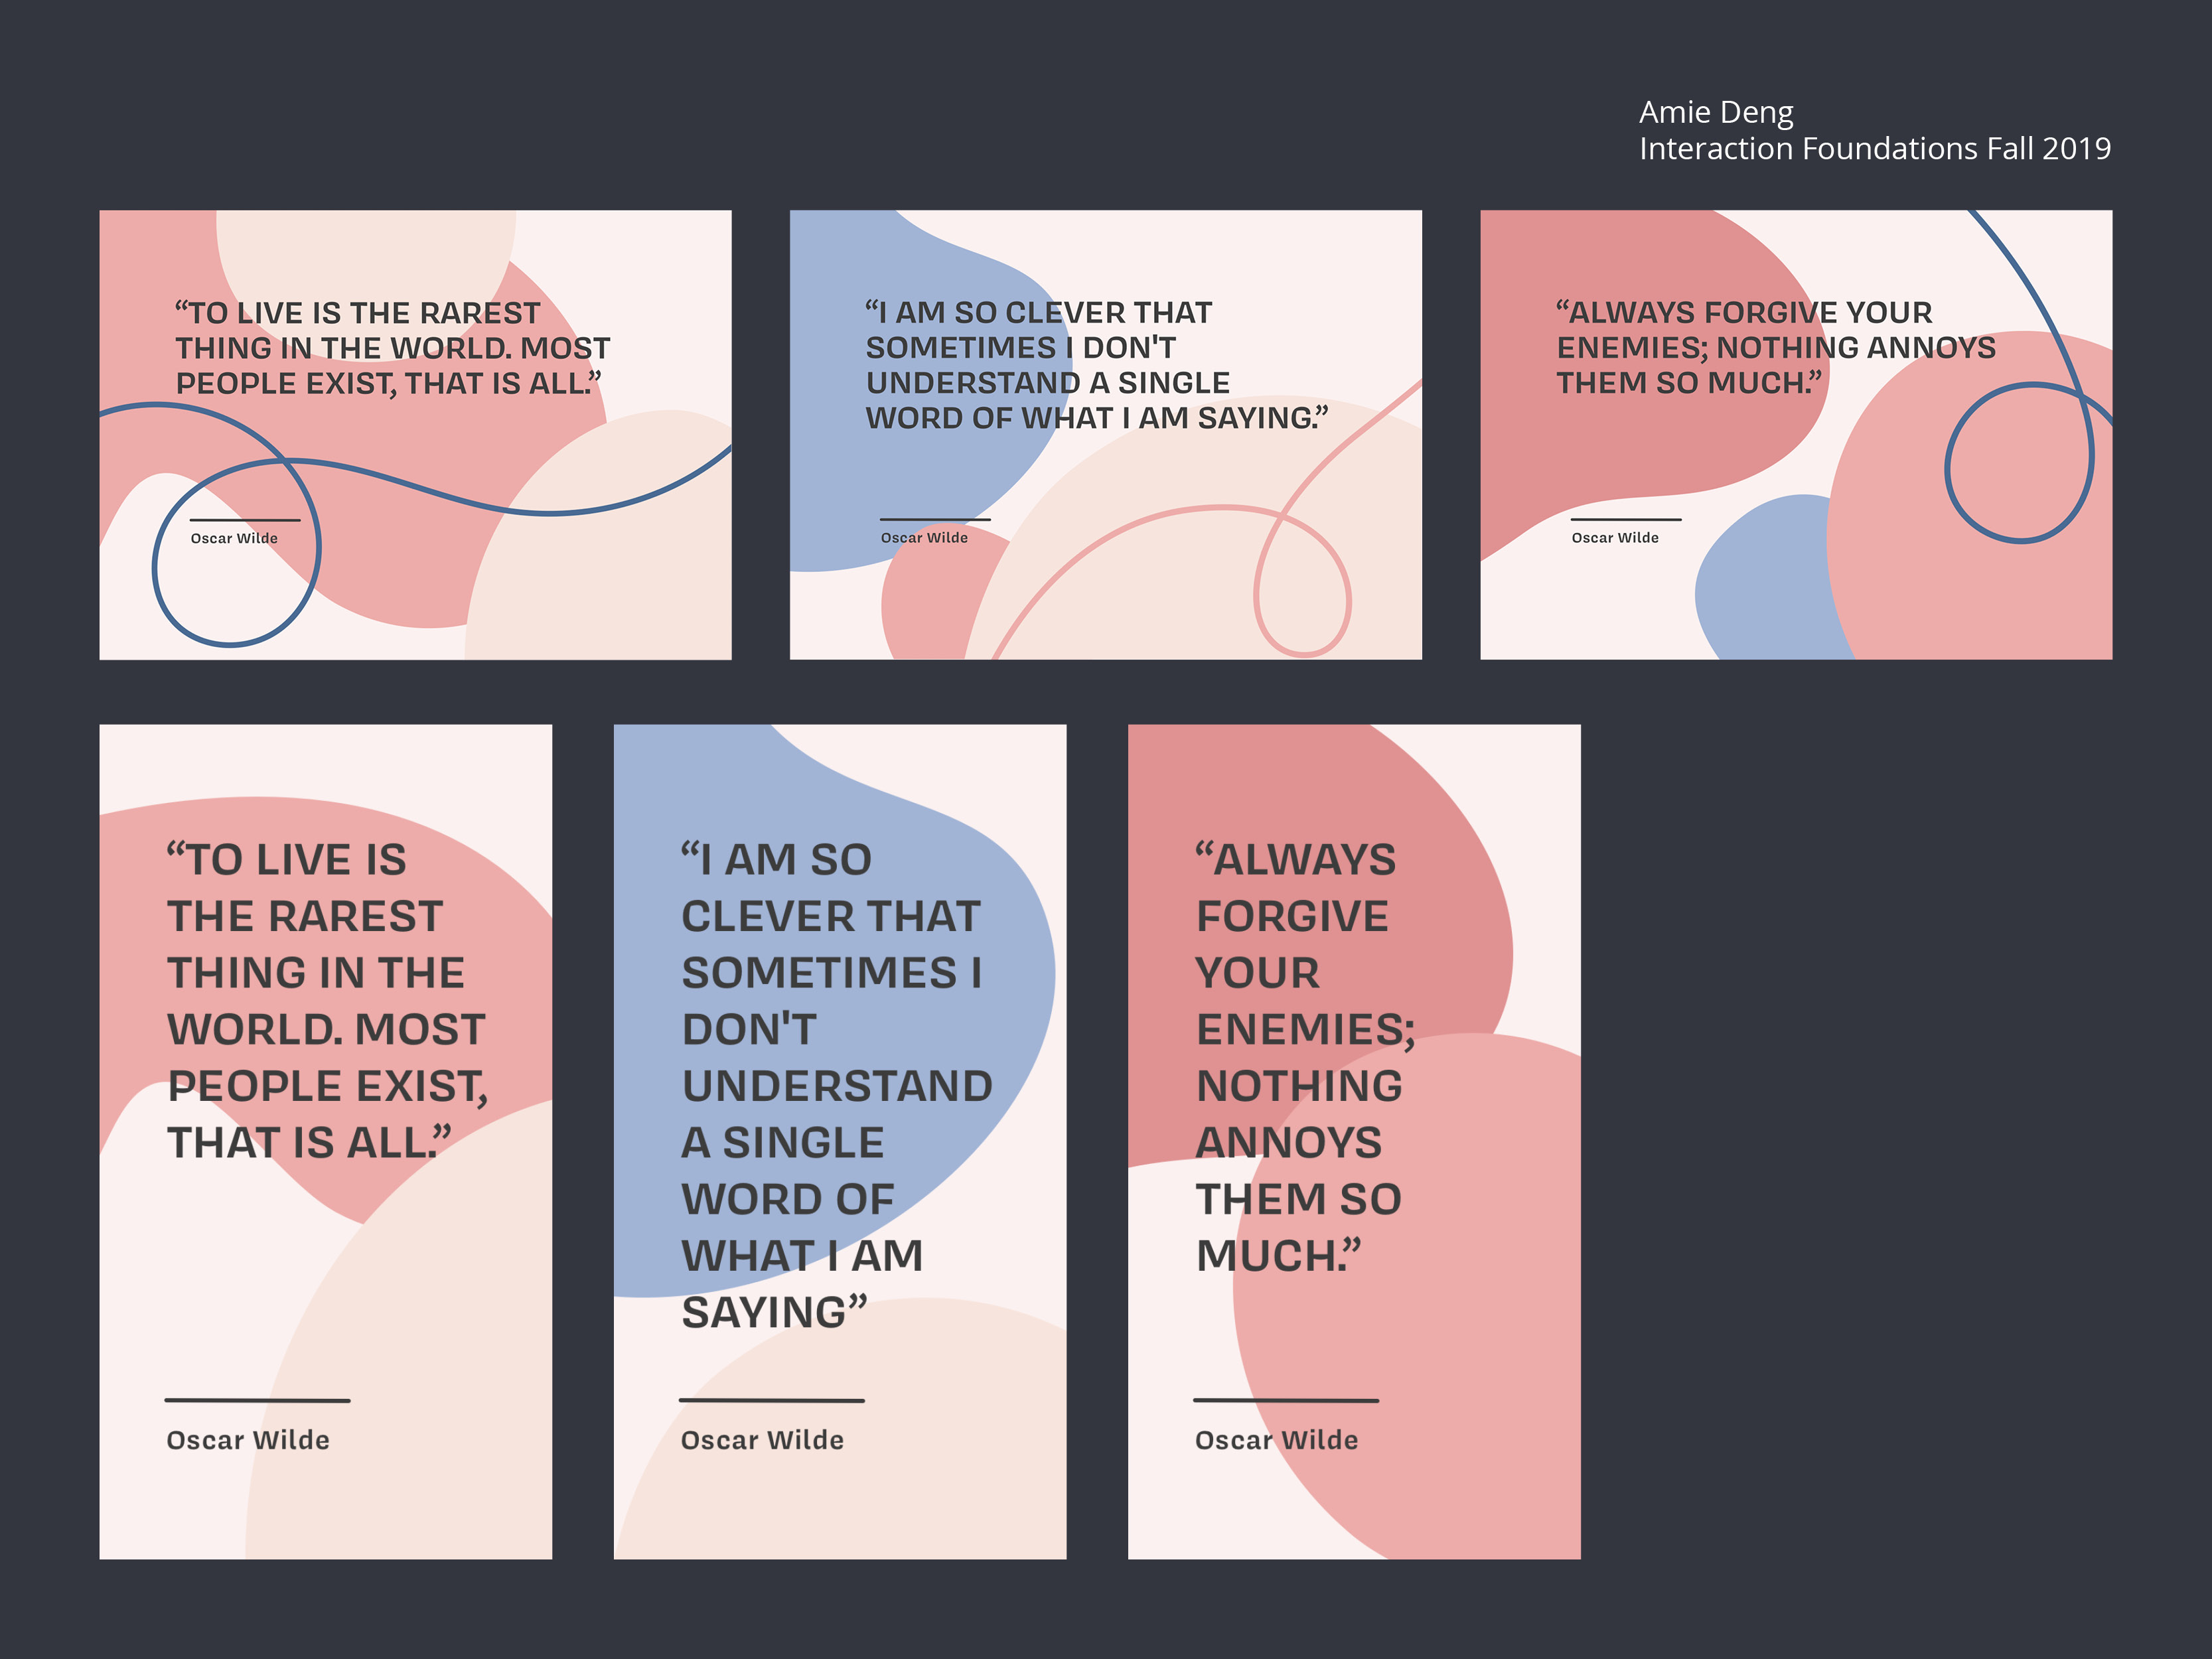 Amie Deng
Interaction Foundations Fall 2019
“TO LIVE IS THE RAREST
THING IN THE WORLD. MOST
PEOPLE EXIST, THAT IS ALL.”
Oscar Wilde
“I AM SO CLEVER THAT
SOMETIMES I DON'T
UNDERSTAND A SINGLE
WORD OF WHAT I AM SAYING.”
Oscar Wilde
“ALWAYS FORGIVE YOUR
ENEMIES; NOTHING ANNOYS
THEM SO MUCH.”
Oscar Wilde
“TO LIVE IS
THE RAREST
THING IN THE
WORLD. MOST
PEOPLE EXIST,
THAT IS ALL.”
Oscar Wilde
“I AM SO
CLEVER THAT
SOMETIMES I
DON'T
UNDERSTAND
A SINGLE
WORD OF
WHAT I AM
SAYING”
Oscar Wilde
“ALWAYS
FORGIVE
YOUR
ENEMIES;
NOTHING
ANNOYS
THEM SO
MUCH.”
Oscar Wilde